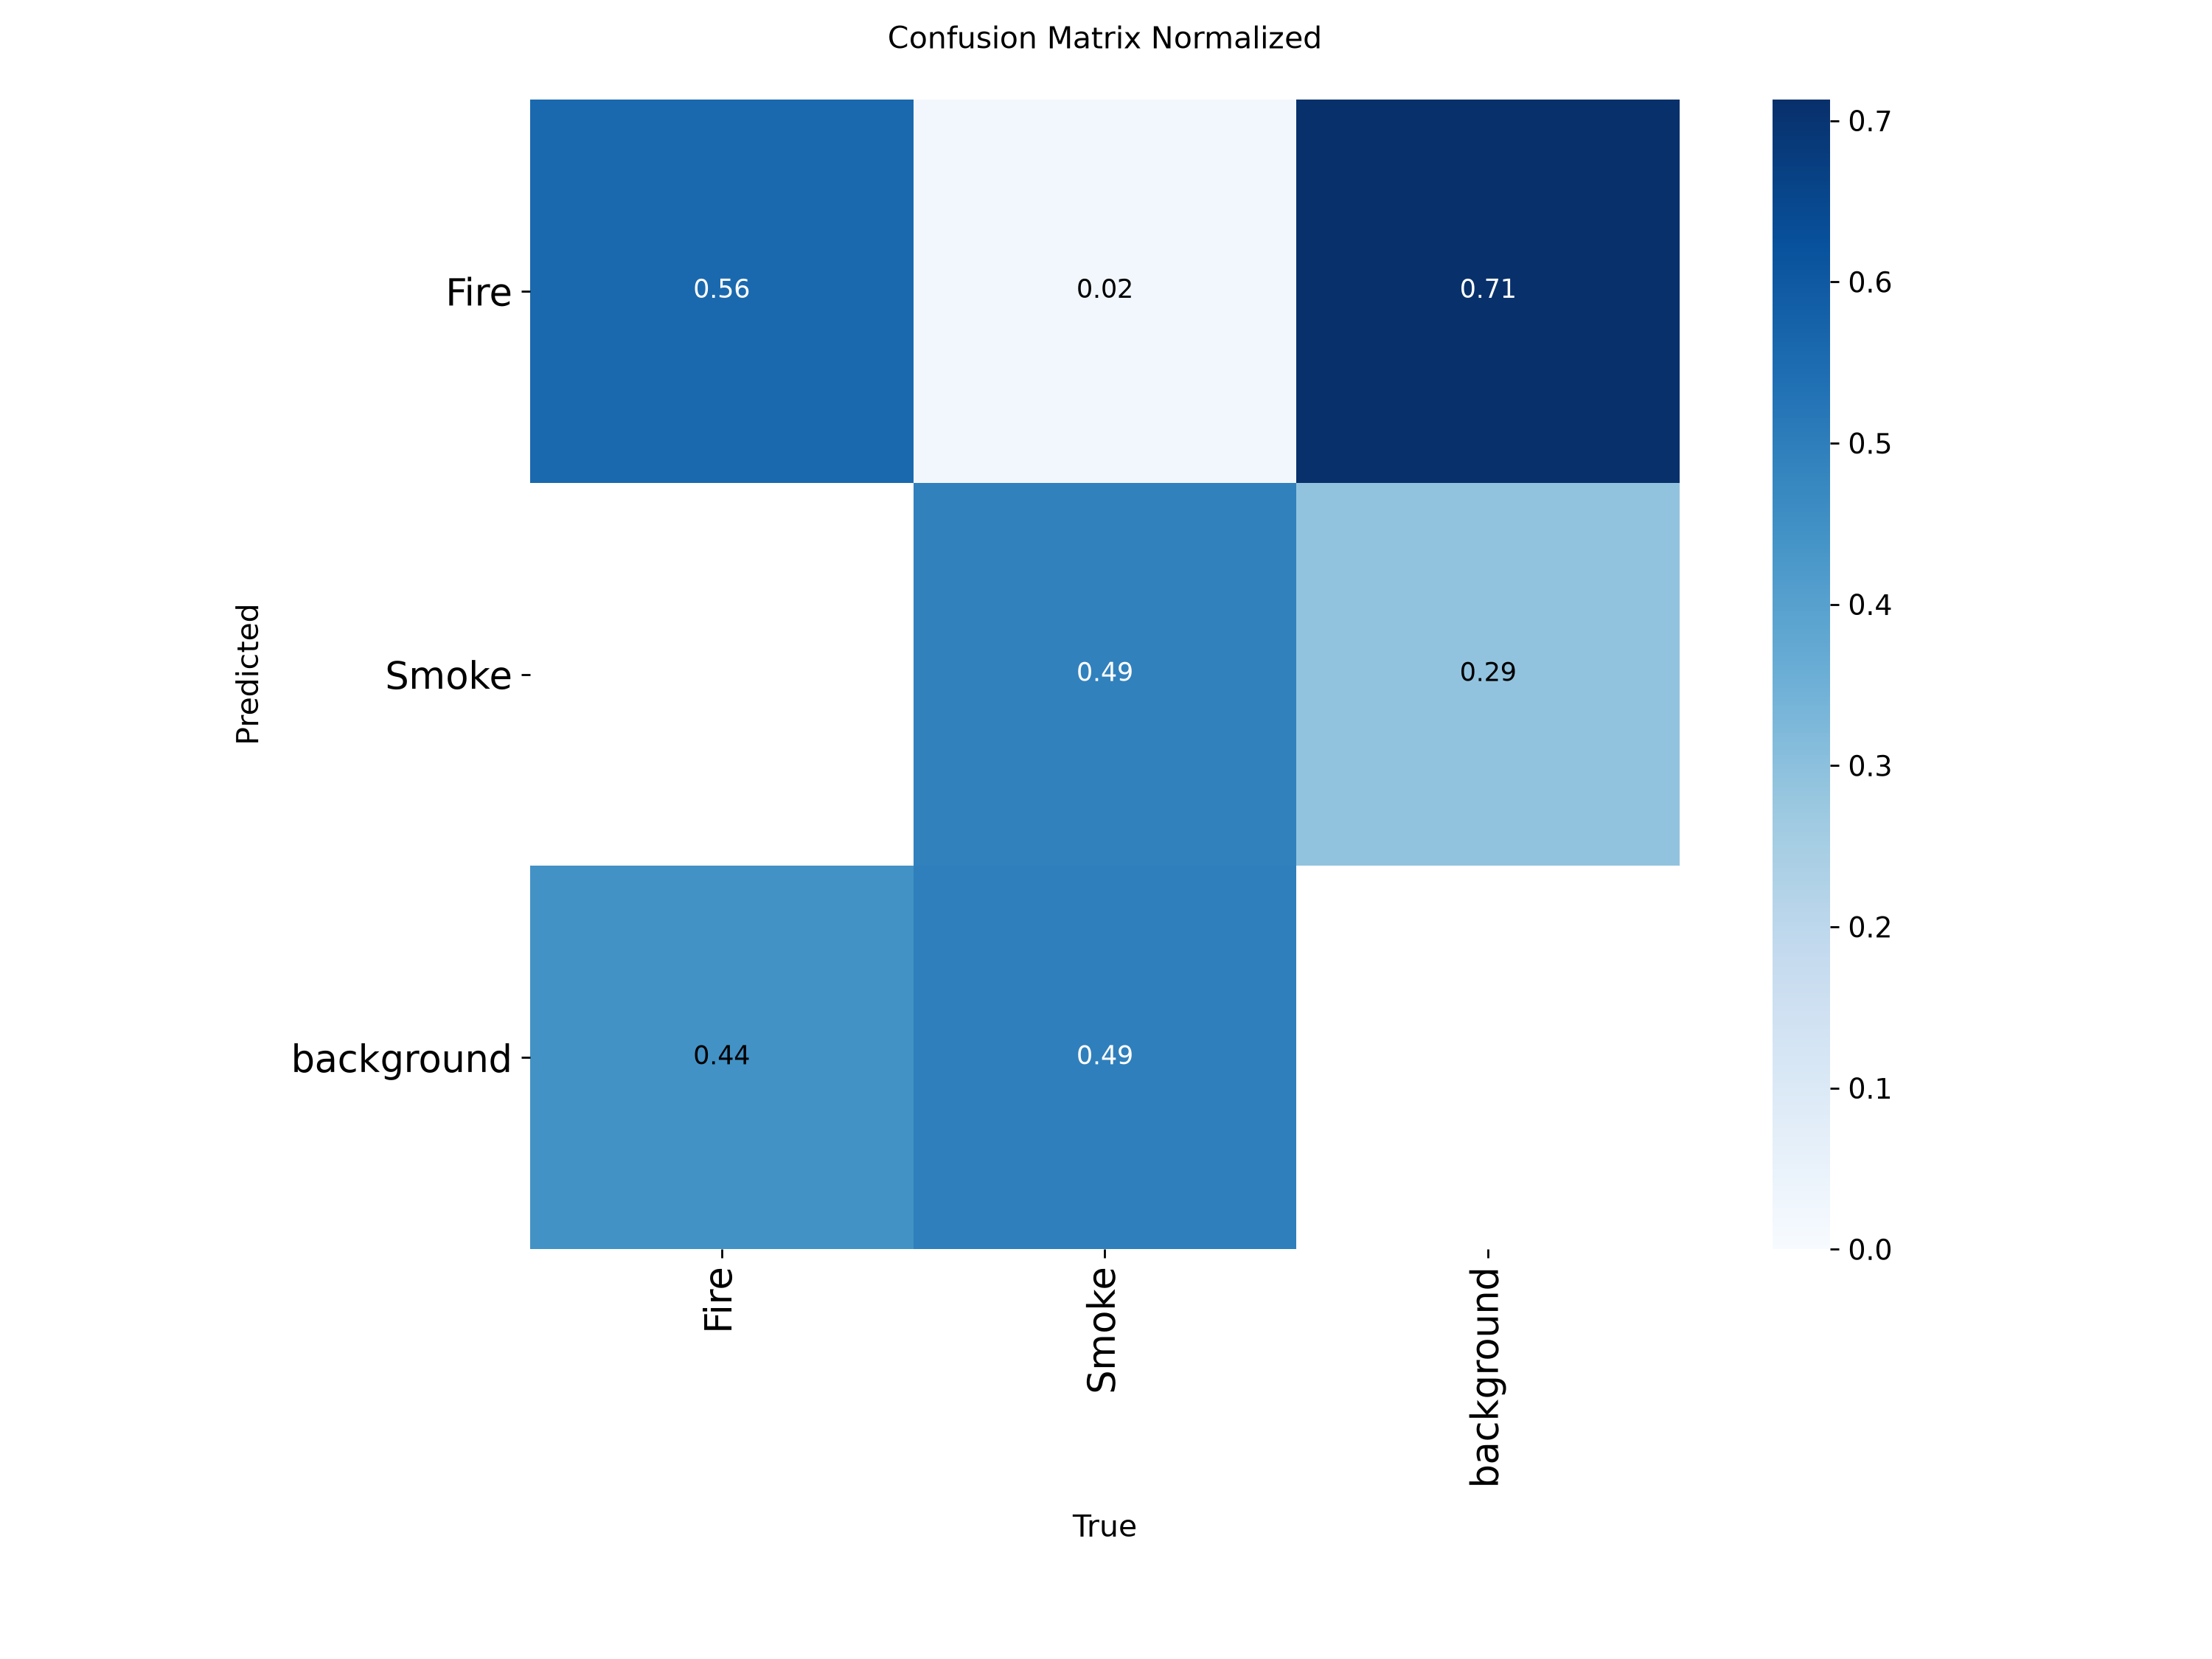 Confusion Matrix Normalized
Fire
0.56
0.02
0.71
Smoke
0.49
0.29
background
0.44
0.49
Fire
Smoke
background
Predicted
True
0.7
0.6
0.5
0.4
0.3
0.2
0.1
0.0